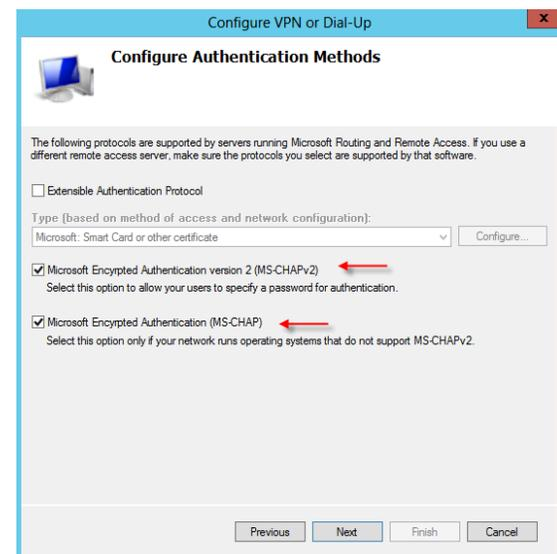 Configure VPN or Dial-Up
x
Configure Authentication Methods
The following protocols are supported by servers running Microsoft Routing and Remote Access. If you use a
different remote access server, make sure the protocols you select are supported by that software.
Extensible Authentication Protocol
Type (based on method of access and network configuration):
Microsoft: Smart Card or other certificate
Configure...
Microsoft Encyrpted Authentication version 2 (MS-CHAPv2)
Select this option to allow your users to specify a password for authentication.
Microsoft Encyrpted Authentication (MS-CHAP)
Select this option only if your network runs operating systems that do not support MS-CHAPv2.
Previous Next Finish Cancel